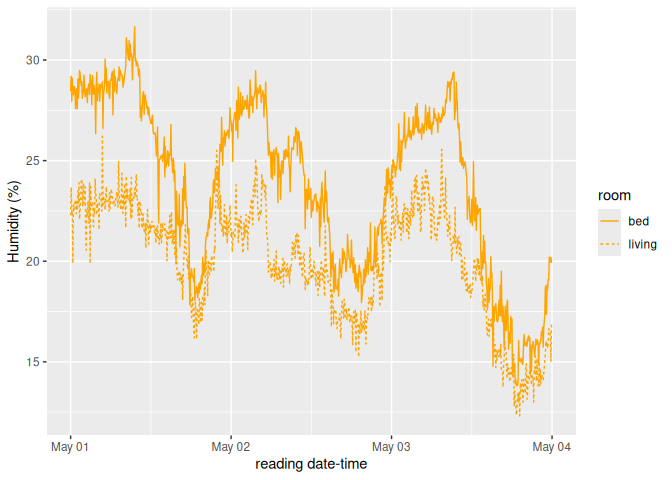 30
25
20
15
Humidity (%)
May 01
May 02
May 03
May 04
reading date-time
room
bed
living